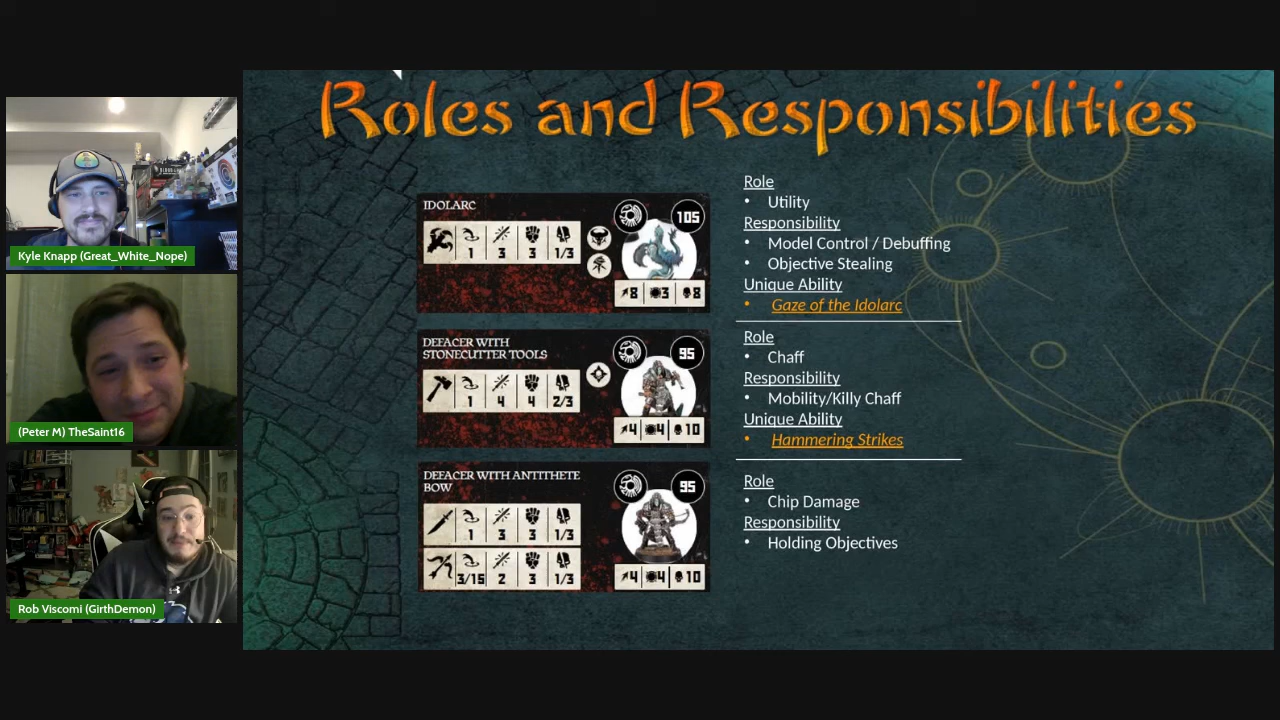 Roles and Responsibilities
Kyle Knapp (Great_White_Nope)
(Peter M) TheSaint16
Rob Viscomi (GirthDemon)
IDOLARC
105
1 3 3 1/3
8 3 8
Role
• Utility
Responsibility
• Model Control / Debuffing
• Objective Stealing
Unique Ability
• Gaze of the Idolarc
DEFACER WITH
STONECUTTER TOOLS
95
1 4 4 2/3
4 4 10
Role
• Chaff
Responsibility
• Mobility/Killy Chaff
Unique Ability
• Hammering Strikes
DEFACER WITH ANTITHETE
BOW
95
1 3 3 1/3
3/15 2 3 1/3
4 4 10
Role
• Chip Damage
Responsibility
• Holding Objectives